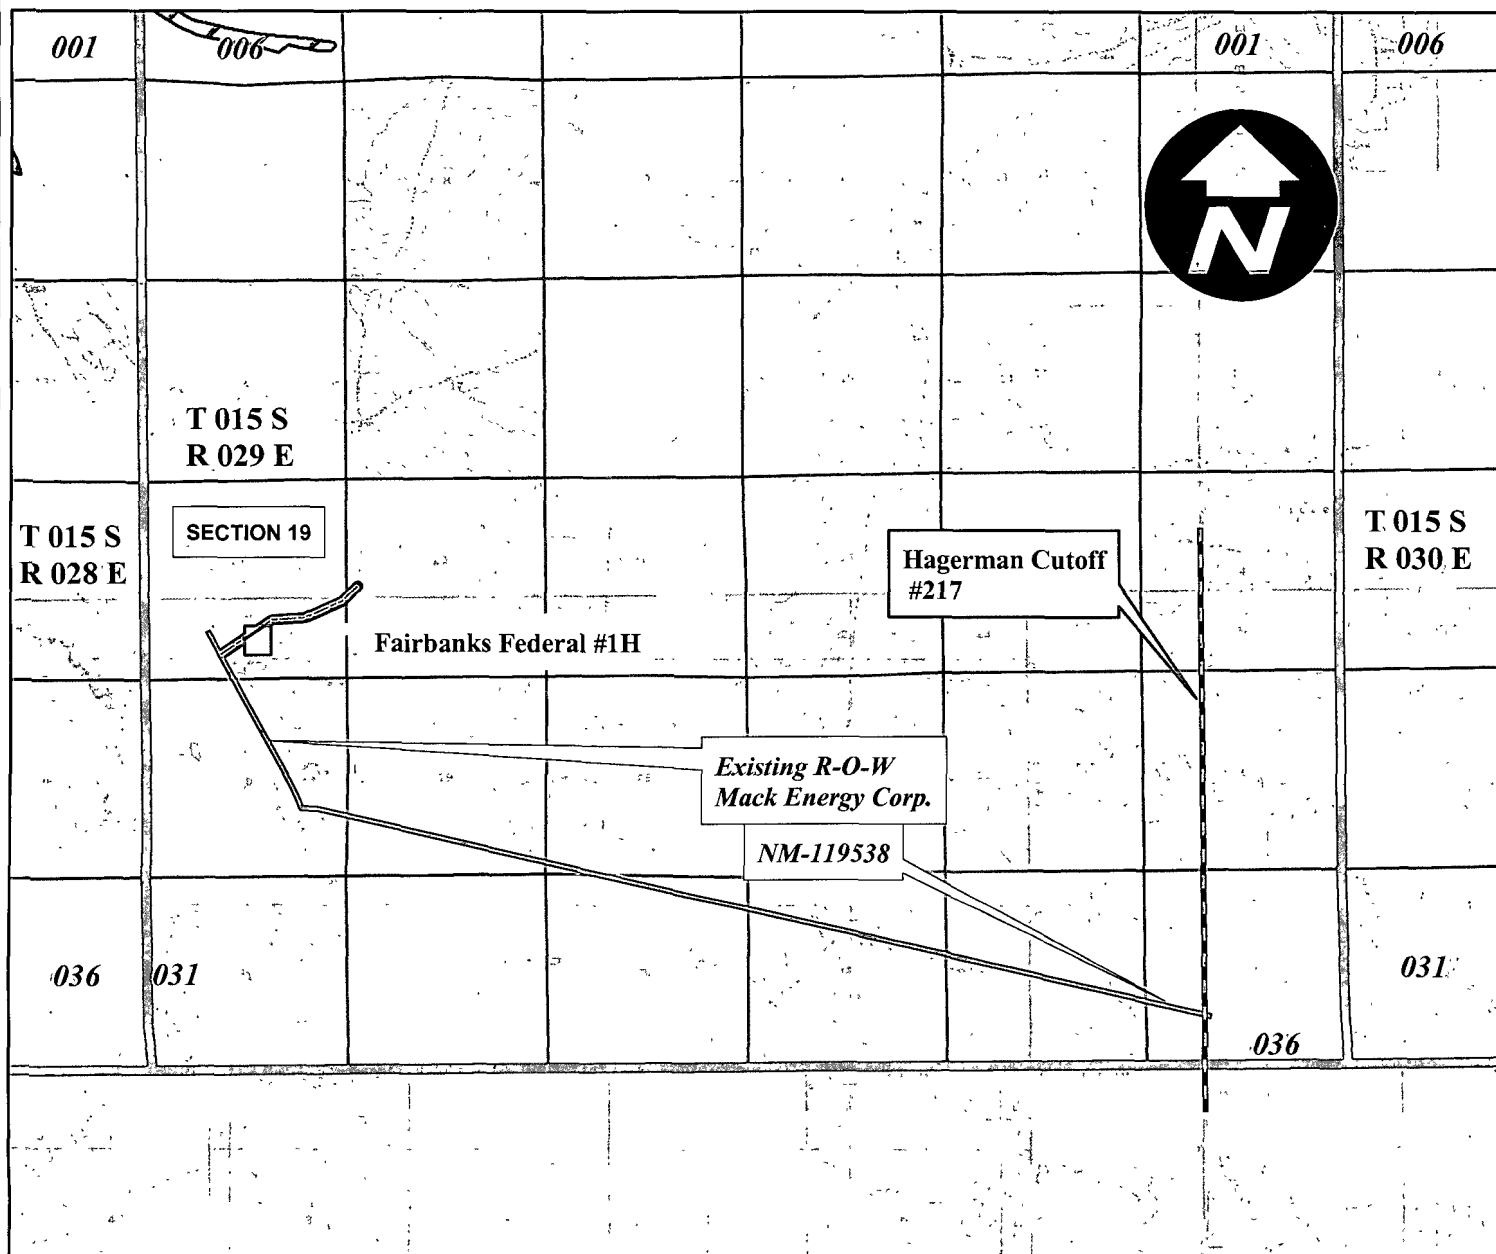 001
006
001
006
N
T 015 S
R 029 E
SECTION 19
T 015 S
R 028 E
Hagerman Cutoff
#217
T 015 S
R 030 E
Fairbanks Federal #1H
Existing R-O-W
Mack Energy Corp.
NM-119538
036
031
031
036